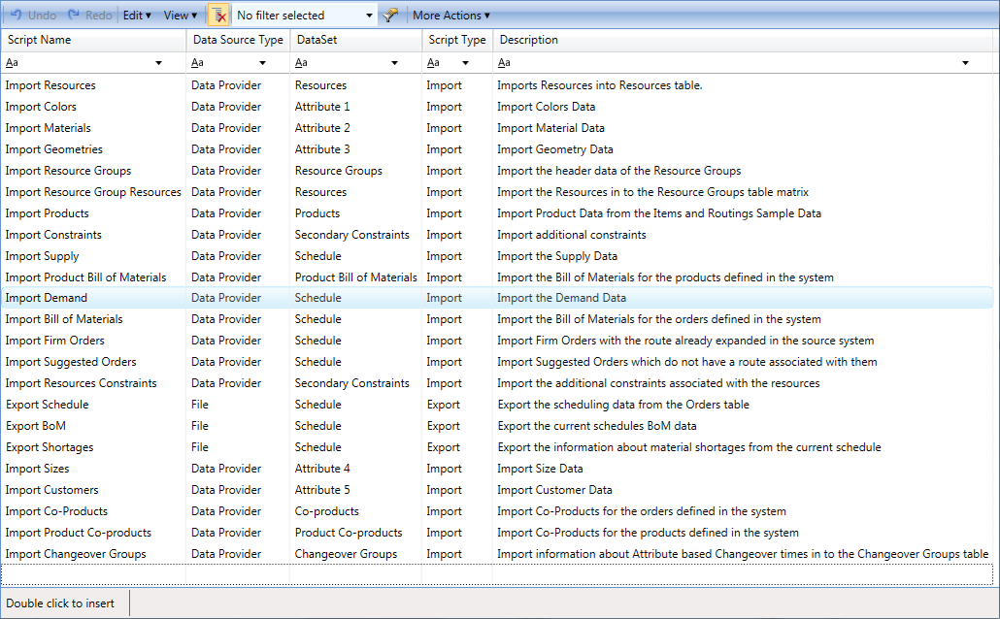 Undo Redo Edit View No filter selected More Actions
Script Name Data Source Type DataSet Script Type Description
Aa Aa Aa Aa Aa
Import Resources Data Provider Resources Import Imports Resources into Resources table.
Import Colors Data Provider Attribute 1 Import Import Colors Data
Import Materials Data Provider Attribute 2 Import Import Material Data
Import Geometries Data Provider Attribute 3 Import Import Geometry Data
Import Resource Groups Data Provider Resource Groups Import Import the header data of the Resource Groups
Import Resource Group Resources Data Provider Resources Import Import the Resources in to the Resource Groups table matrix
Import Products Data Provider Products Import Import Product Data from the Items and Routings Sample Data
Import Constraints Data Provider Secondary Constraints Import Import additional constraints
Import Supply Data Provider Schedule Import Import the Supply Data
Import Product Bill of Materials Data Provider Product Bill of Materials Import Import the Bill of Materials for the products defined in the system
Import Demand Data Provider Schedule Import Import the Demand Data
Import Bill of Materials Data Provider Schedule Import Import the Bill of Materials for the orders defined in the system
Import Firm Orders Data Provider Schedule Import Import Firm Orders with the route already expanded in the source system
Import Suggested Orders Data Provider Schedule Import Import Suggested Orders which do not have a route associated with them
Import Resources Constraints Data Provider Secondary Constraints Import Import the additional constraints associated with the resources
Export Schedule File Schedule Export Export the scheduling data from the Orders table
Export BoM File Schedule Export Export the current schedules BoM data
Export Shortages File Schedule Export Export the information about material shortages from the current schedule
Import Sizes Data Provider Attribute 4 Import Import Size Data
Import Customers Data Provider Attribute 5 Import Import Customer Data
Import Co-Products Data Provider Co-products Import Import Co-Products for the orders defined in the system
Import Product Co-products Data Provider Product Co-products Import Import Co-Products for the products defined in the system
Import Changeover Groups Data Provider Changeover Groups Import Import information about Attribute based Changeover times in to the Changeover Groups table
Double click to insert